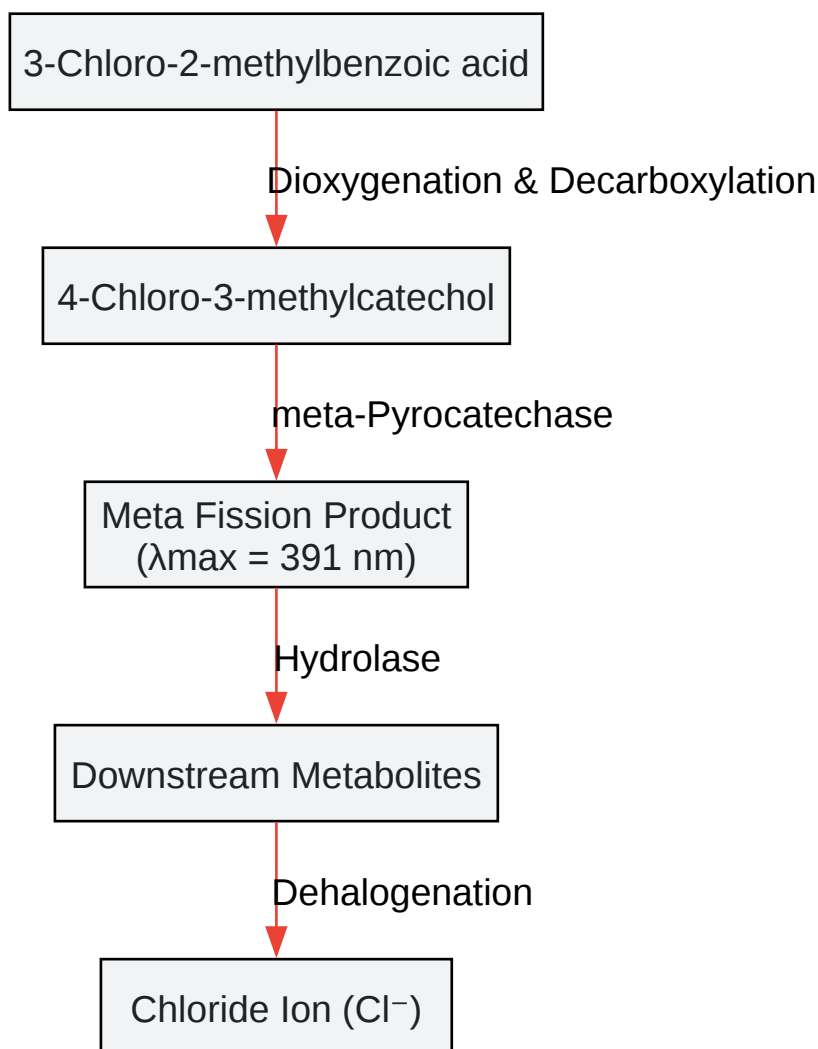 3-Chloro-2-methylbenzoic acid
Dioxygenation & Decarboxylation
4-Chloro-3-methylcatechol
meta-Pyrocatechase
Meta Fission Product
(λmax = 391 nm)
Hydrolase
Downstream Metabolites
Dehalogenation
Chloride Ion (Cl⁻)